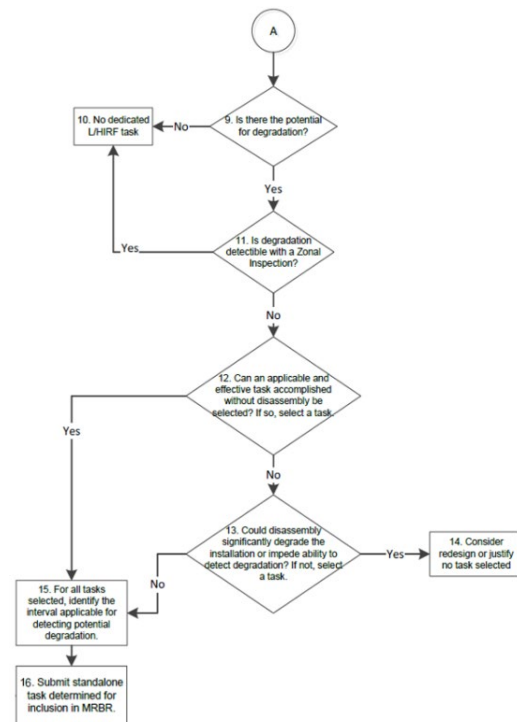 A
9. Is there the potential
for degradation?
No
10. No dedicated
L/HIRF task
Yes
11. Is degradation
detectible with a Zonal
Inspection?
Yes
No
12. Can an applicable and
effective task accomplished
without disassembly be
selected? If so, select a task.
Yes
No
13. Could disassembly
significantly degrade the
installation or impede ability to
detect degradation? If not, select
a task.
Yes
14. Consider
redesign or justify
no task selected
No
15. For all tasks
selected, identify the
interval applicable for
detecting potential
degradation.
16. Submit standalone
task determined for
inclusion in MRBR.